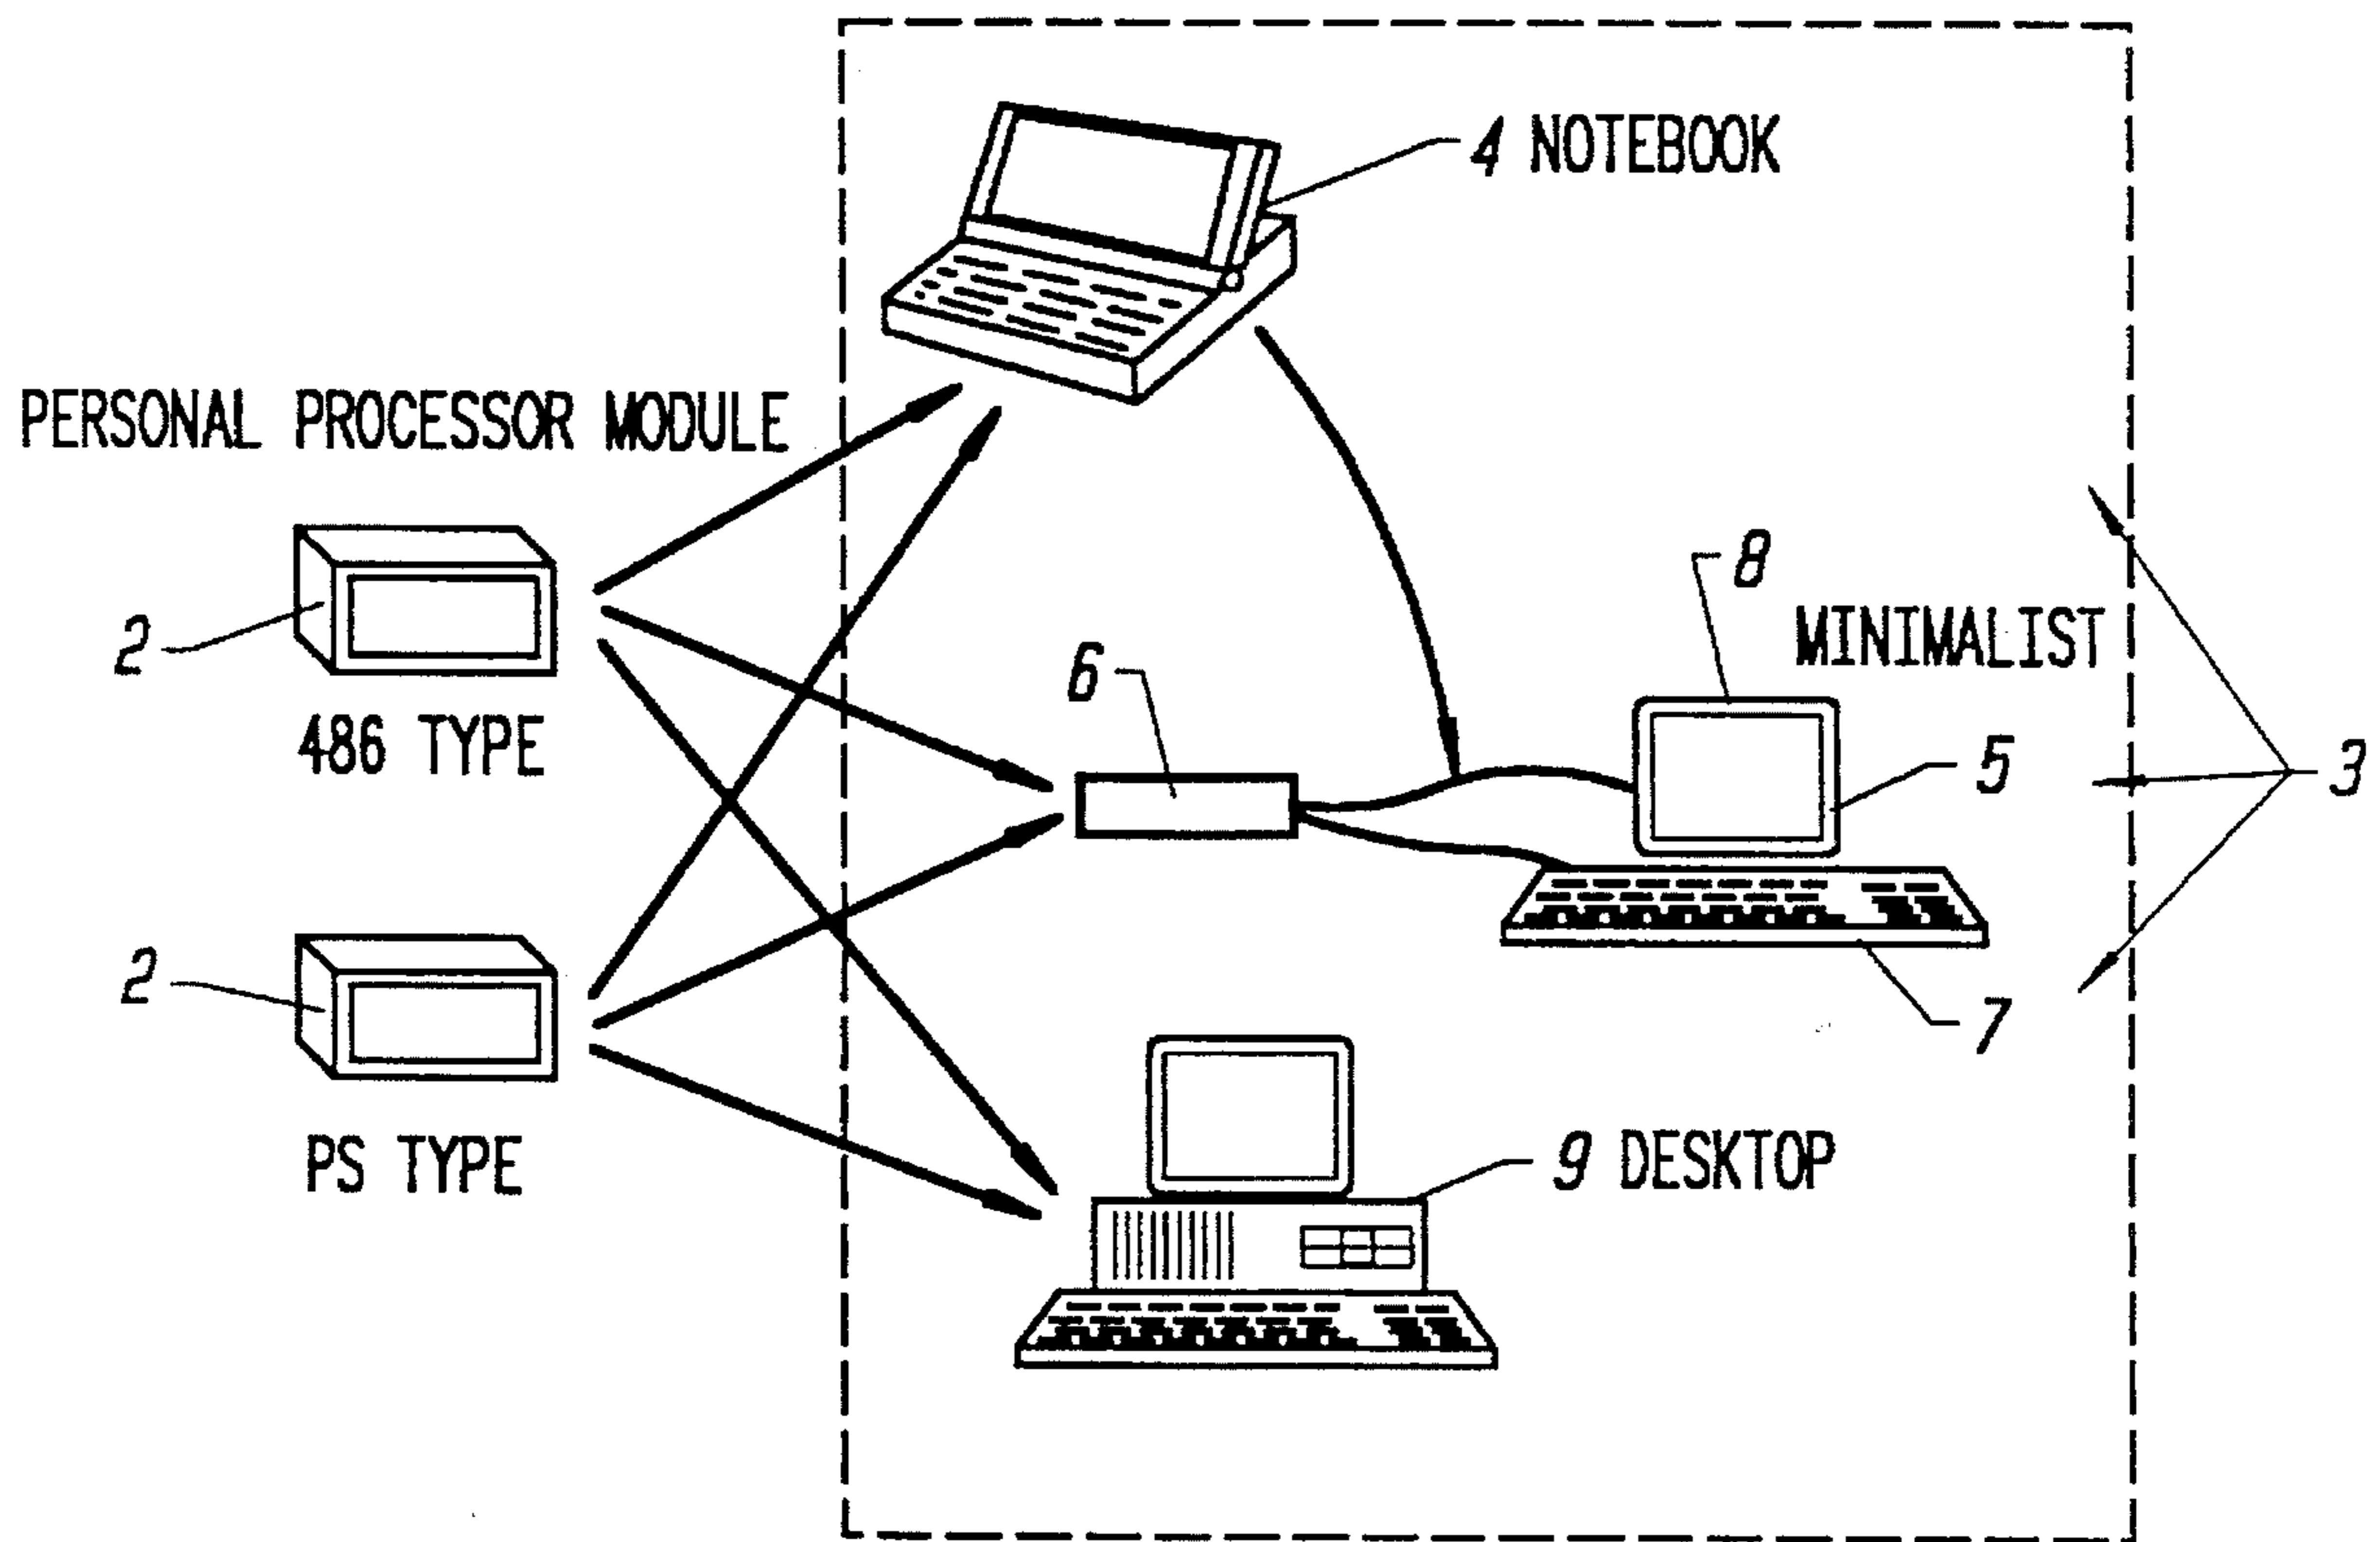 4 NOTEBOOK
PERSONAL PROCESSOR MODULE
8
MINIMALIST
2
6
486 TYPE
5
3
2
7
PS TYPE
9 DESKTOP